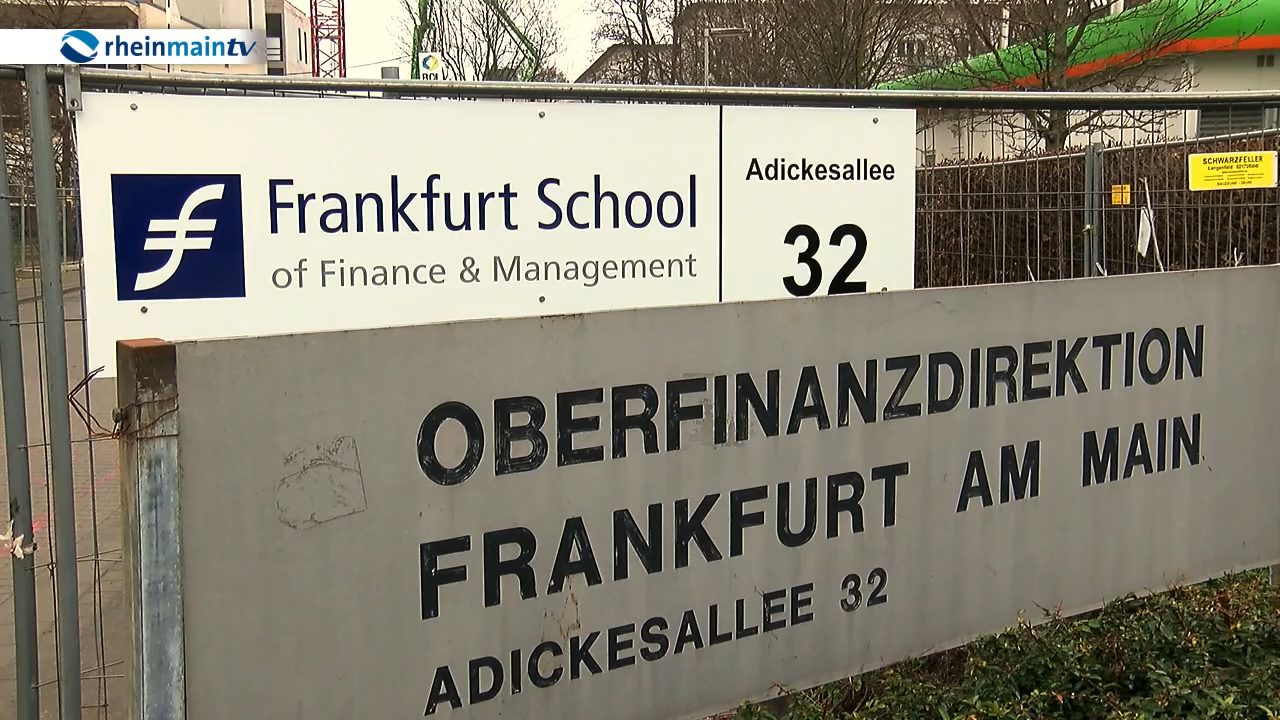 rheinmaintv
Frankfurt School
of Finance & Management
Adickesallee
32
SCHWARZFELLER
OBERFINANZDIREKTION
FRANKFURT AM MAIN
ADICKESALLEE 32